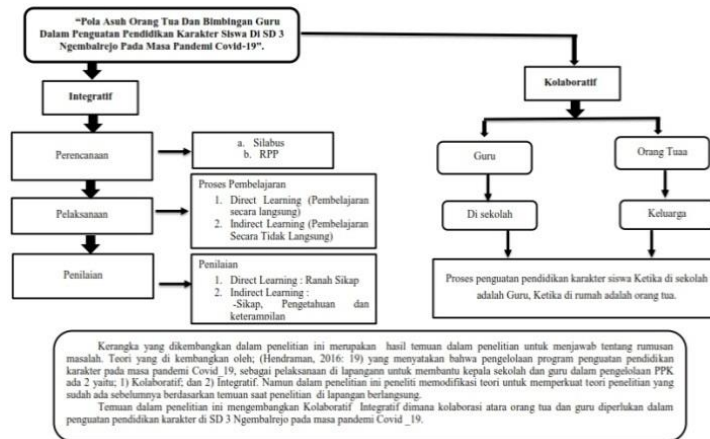 “Pola Asuh Orang Tua Dan Bimbingan Guru
Dalam Penguatan Pendidikan Karakter Siswa Di SD 3
Ngembalrejo Pada Masa Pandemi Covid-19”.
Integratif
Perencanaan
a. Silabus
b. RPP
Pelaksanaan
Proses Pembelajaran
1. Direct Learning (Pembelajaran
secara langsung)
2. Indirect Learning (Pembelajaran
Secara Tidak Langsung)
Penilaian
Penilaian
1. Direct Learning : Ranah Sikap
2. Indirect Learning :
-Sikap, Pengetahuan dan
keterampilan
Kolaboratif
Guru
Orang Tuaa
Di sekolah
Keluarga
Proses penguatan pendidikan karakter siswa Ketika di sekolah
adalah Guru, Ketika di rumah adalah orang tua.
Kerangka yang dikembangkan dalam penelitian ini merupakan hasil temuan dalam penelitian untuk menjawab tentang rumusan
masalah. Teori yang di kembangkan oleh; (Hendraman, 2016: 19) yang menyatakan bahwa pengelolaan program penguatan pendidikan
karakter pada masa pandemi Covid_19, sebagai pelaksanaan di lapangann untuk membantu kepala sekolah dan guru dalam pengelolaan PPK
ada 2 yaitu; 1) Kolaboratif; dan 2) Integratif. Namun dalam penelitian ini peneliti memodifikasi teori untuk memperkuat teori penelitian yang
sudah ada sebelumnya berdasarkan temuan saat penelitian di lapangan berlangsung.
Temuan dalam penelitian ini mengembangkan Kolaboratif Integratif dimana kolaborasi atara orang tua dan guru diperlukan dalam
penguatan pendidikan karakter di SD 3 Ngembalrejo pada masa pandemi Covid _19.